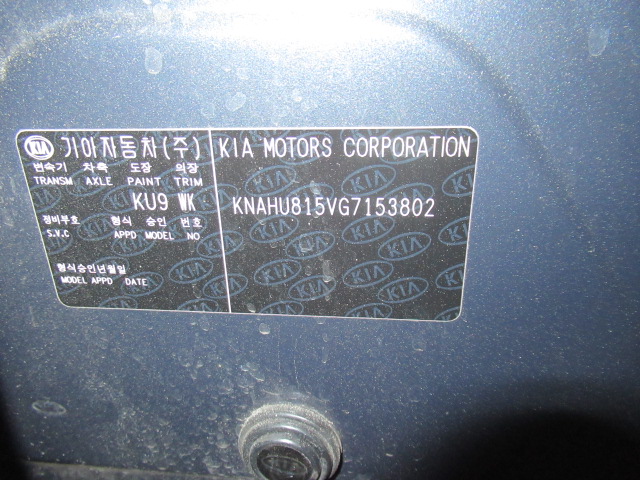 KIA 기아자동차(주)
변속기 차축 도장 의장
TRANSM AXLE PAINT TRIM
KU9 WK
정비부호 형식 승인 번호
S.V.C APPD MODEL NO
형식승인년월일
MODEL APPD DATE
KIA MOTORS CORPORATION
KNAHU815VG7153802
KIA